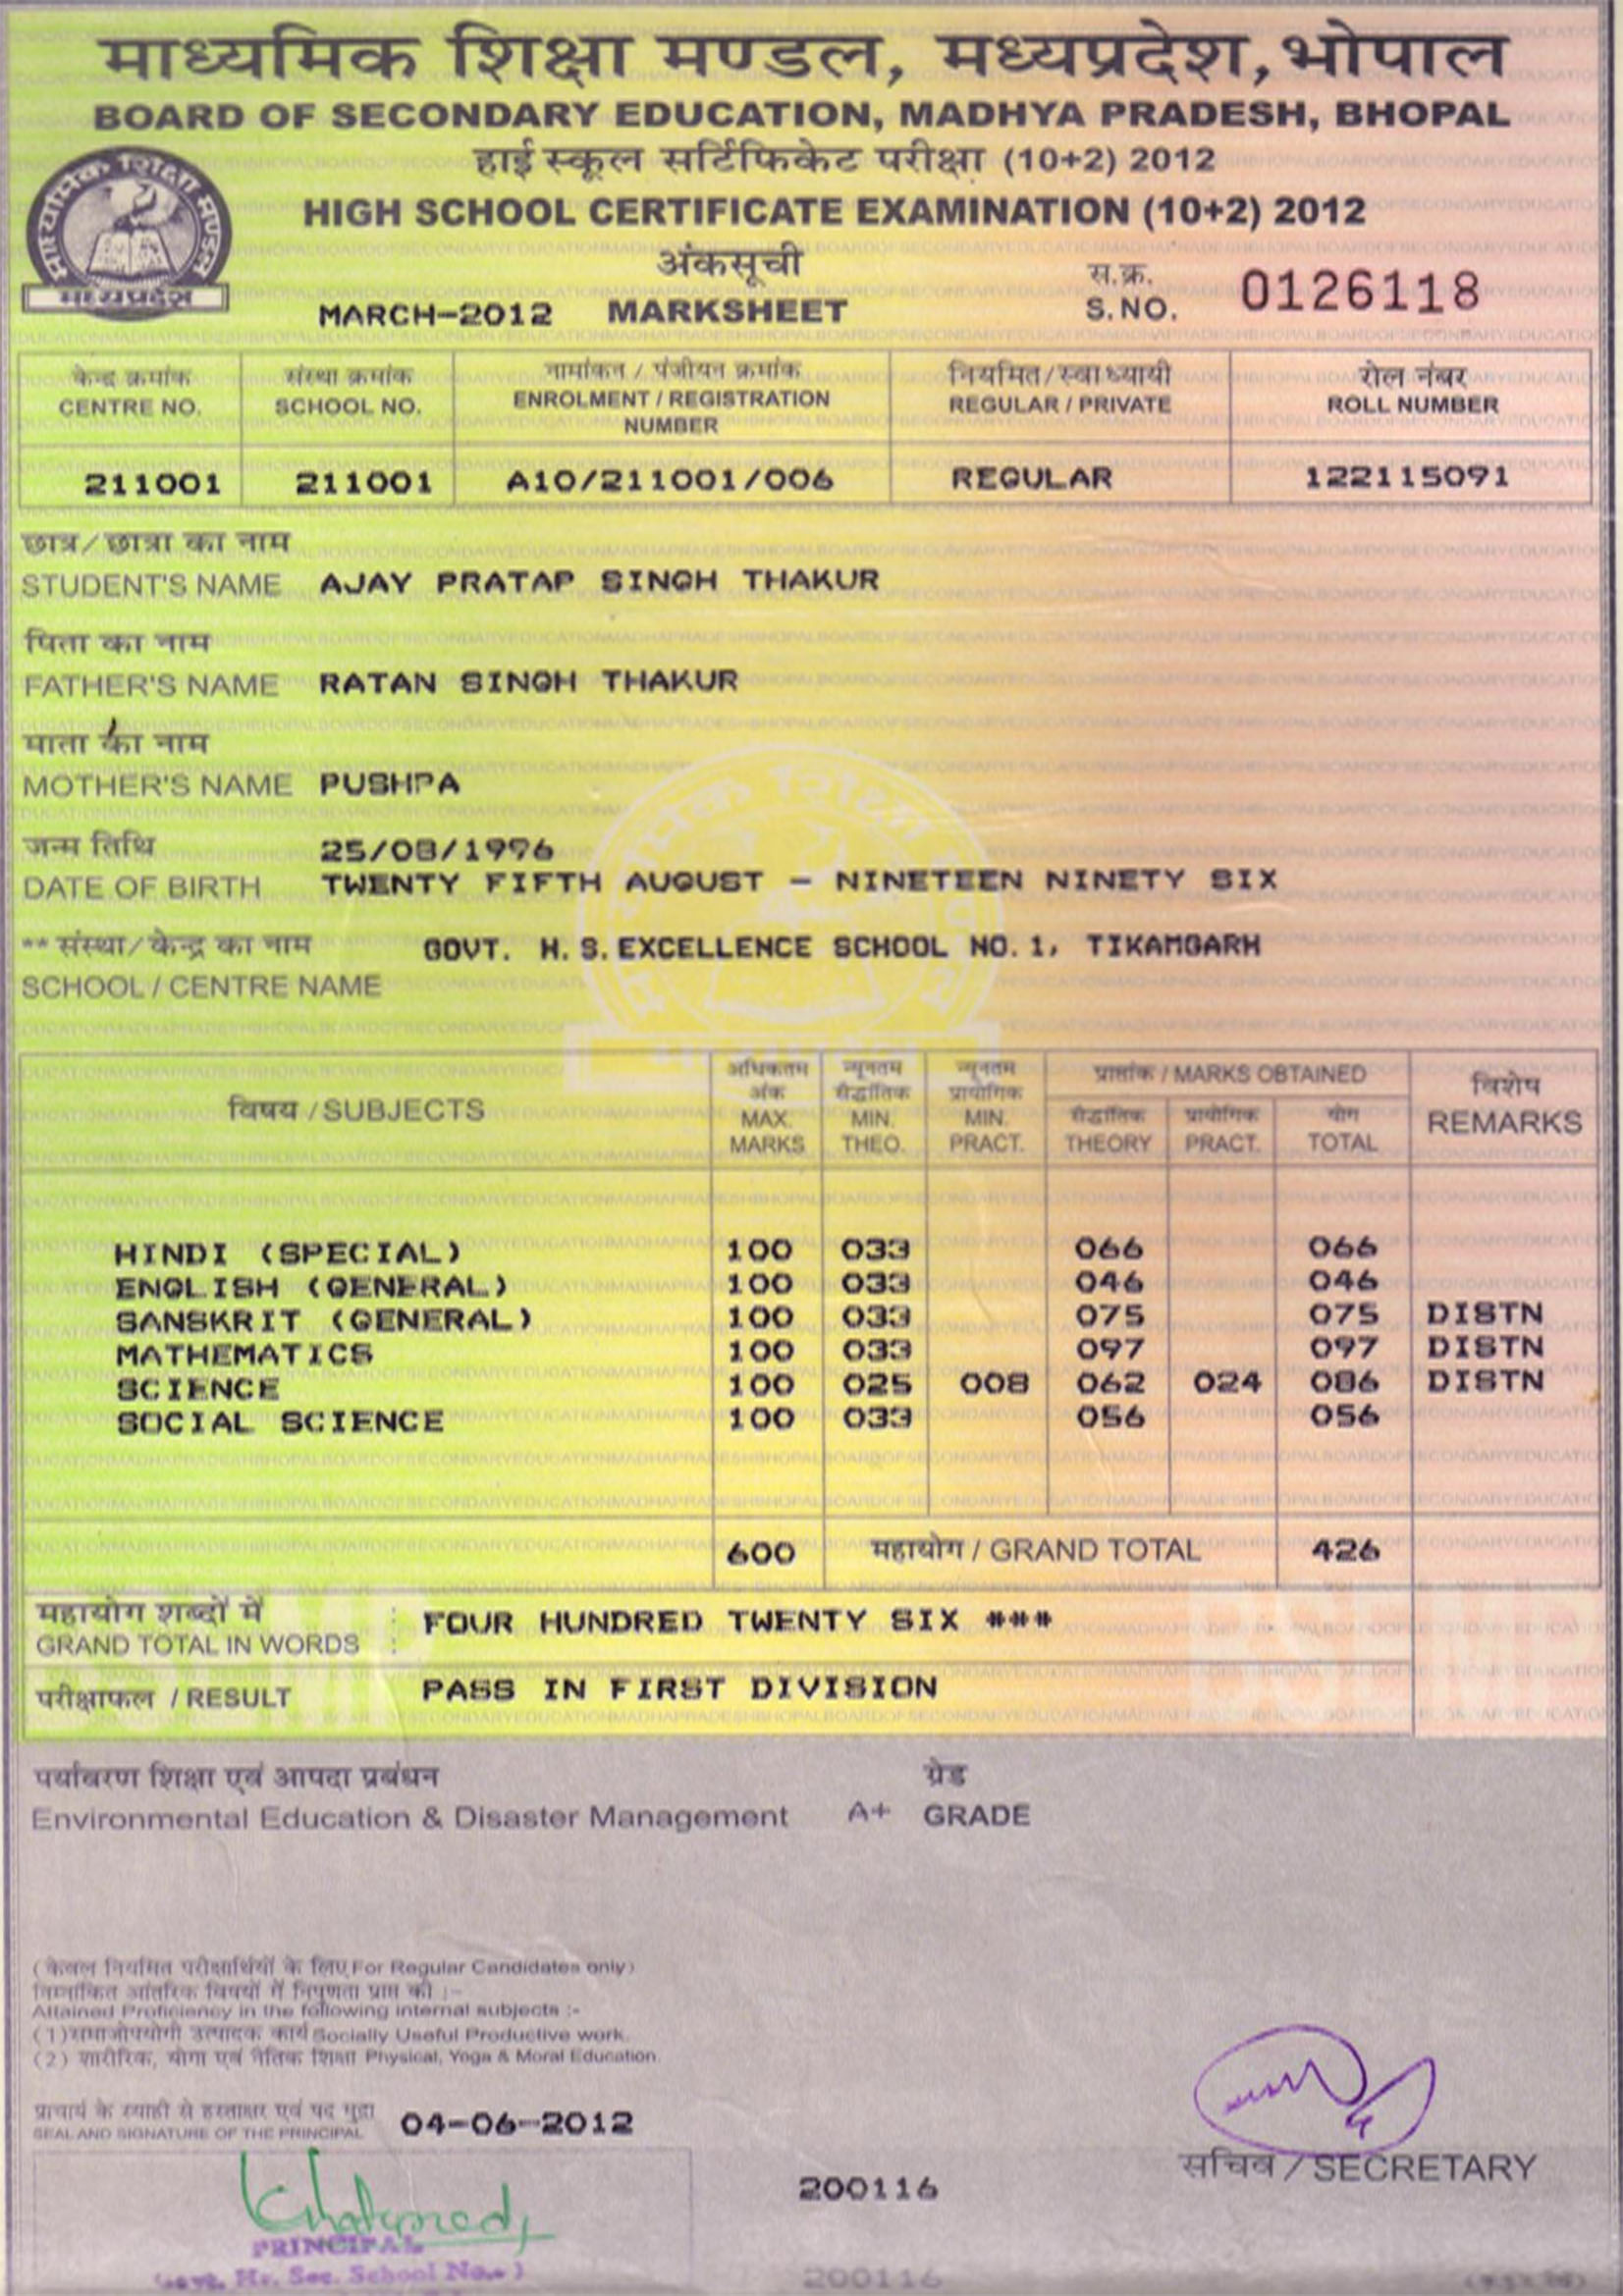 माध्यमिक शिक्षा मण्डल, मध्यप्रदेश, भोपाल
BOARD OF SECONDARY EDUCATION, MADHYA PRADESH, BHOPAL
हाई स्कूल सर्टिफिकेट परीक्षा (10+2) 2012
HIGH SCHOOL CERTIFICATE EXAMINATION (10+2) 2012
अंकसूची
MARCH-2012 MARKSHEET
स.क्र.
S. NO. 0126118
माध्यमिक शिक्षा मण्डल
मध्यप्रदेश
केन्द्र क्रमांक संस्था क्रमांक नामांकन / पंजीयन क्रमांक नियमित/स्वाध्यायी रोल नंबर
CENTRE NO. SCHOOL NO. ENROLMENT / REGISTRATION NUMBER REGULAR / PRIVATE ROLL NUMBER
211001 211001 A10/211001/006 REGULAR 122115091
छात्र/छात्रा का नाम
STUDENT'S NAME AJAY PRATAP SINGH THAKUR
पिता का नाम
FATHER'S NAME RATAN SINGH THAKUR
माता का नाम
MOTHER'S NAME PUSHPA
जन्म तिथि 25/08/1996
DATE OF BIRTH TWENTY FIFTH AUGUST - NINETEEN NINETY SIX
** संस्था/केन्द्र का नाम GOVT. H. S. EXCELLENCE SCHOOL NO. 1, TIKAMGARH
SCHOOL / CENTRE NAME
विषय / SUBJECTS
अधिकतम अंक MAX. MARKS
न्यूनतम सैद्धांतिक MIN. THEO.
न्यूनतम प्रायोगिक MIN. PRACT.
प्राप्तांक / MARKS OBTAINED
सैद्धांतिक THEORY
प्रायोगिक PRACT.
योग TOTAL
विशेष REMARKS
HINDI (SPECIAL) 100 033 066 066
ENGLISH (GENERAL) 100 033 046 046
SANSKRIT (GENERAL) 100 033 075 075 DISTN
MATHEMATICS 100 033 097 097 DISTN
SCIENCE 100 025 008 062 024 086 DISTN
SOCIAL SCIENCE 100 033 056 056
600 महायोग / GRAND TOTAL 426
महायोग शब्दों में
GRAND TOTAL IN WORDS : FOUR HUNDRED TWENTY SIX ***
परीक्षाफल / RESULT PASS IN FIRST DIVISION
पर्यावरण शिक्षा एवं आपदा प्रबंधन ग्रेड
Environmental Education & Disaster Management A+ GRADE
(केवल नियमित परीक्षार्थियों के लिए For Regular Candidates only)
निम्नांकित आंतरिक विषयों में निपुणता प्राप्त की :-
Attained Proficiency in the following internal subjects :-
(1) समाजोपयोगी उत्पादक कार्य Socially Useful Productive work.
(2) शारीरिक, योगा एवं नैतिक शिक्षा Physical, Yoga & Moral Education.
प्राचार्य के स्याही से हस्ताक्षर एवं पद मुद्रा
SEAL AND SIGNATURE OF THE PRINCIPAL 04-06-2012
सचिव / SECRETARY
200116
PRINCIPAL
Govt. Hr. Sec. School No.
200116